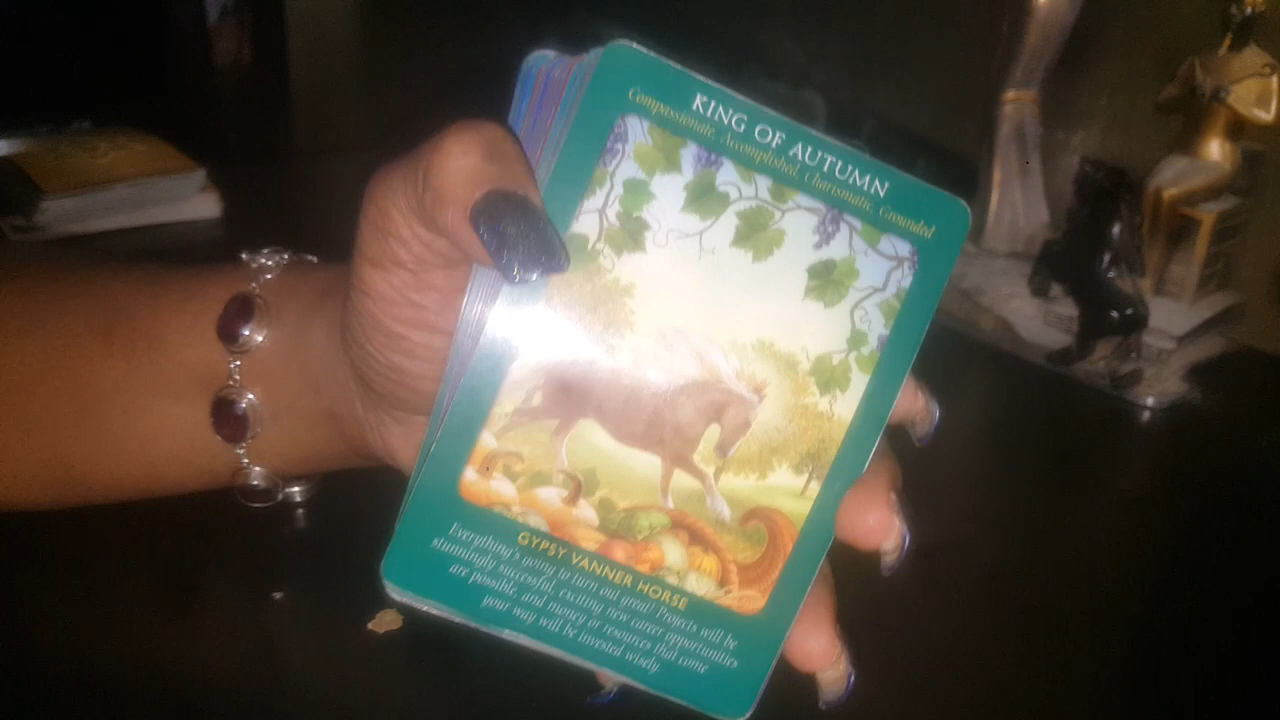 KING OF AUTUMN
Compassionate, Accomplished, Charismatic, Grounded
GYPSY VANNER HORSE
Everything's going to turn out great! Projects will be
stunningly successful, exciting new career opportunities
are possible, and money or resources that come
your way will be invested wisely.